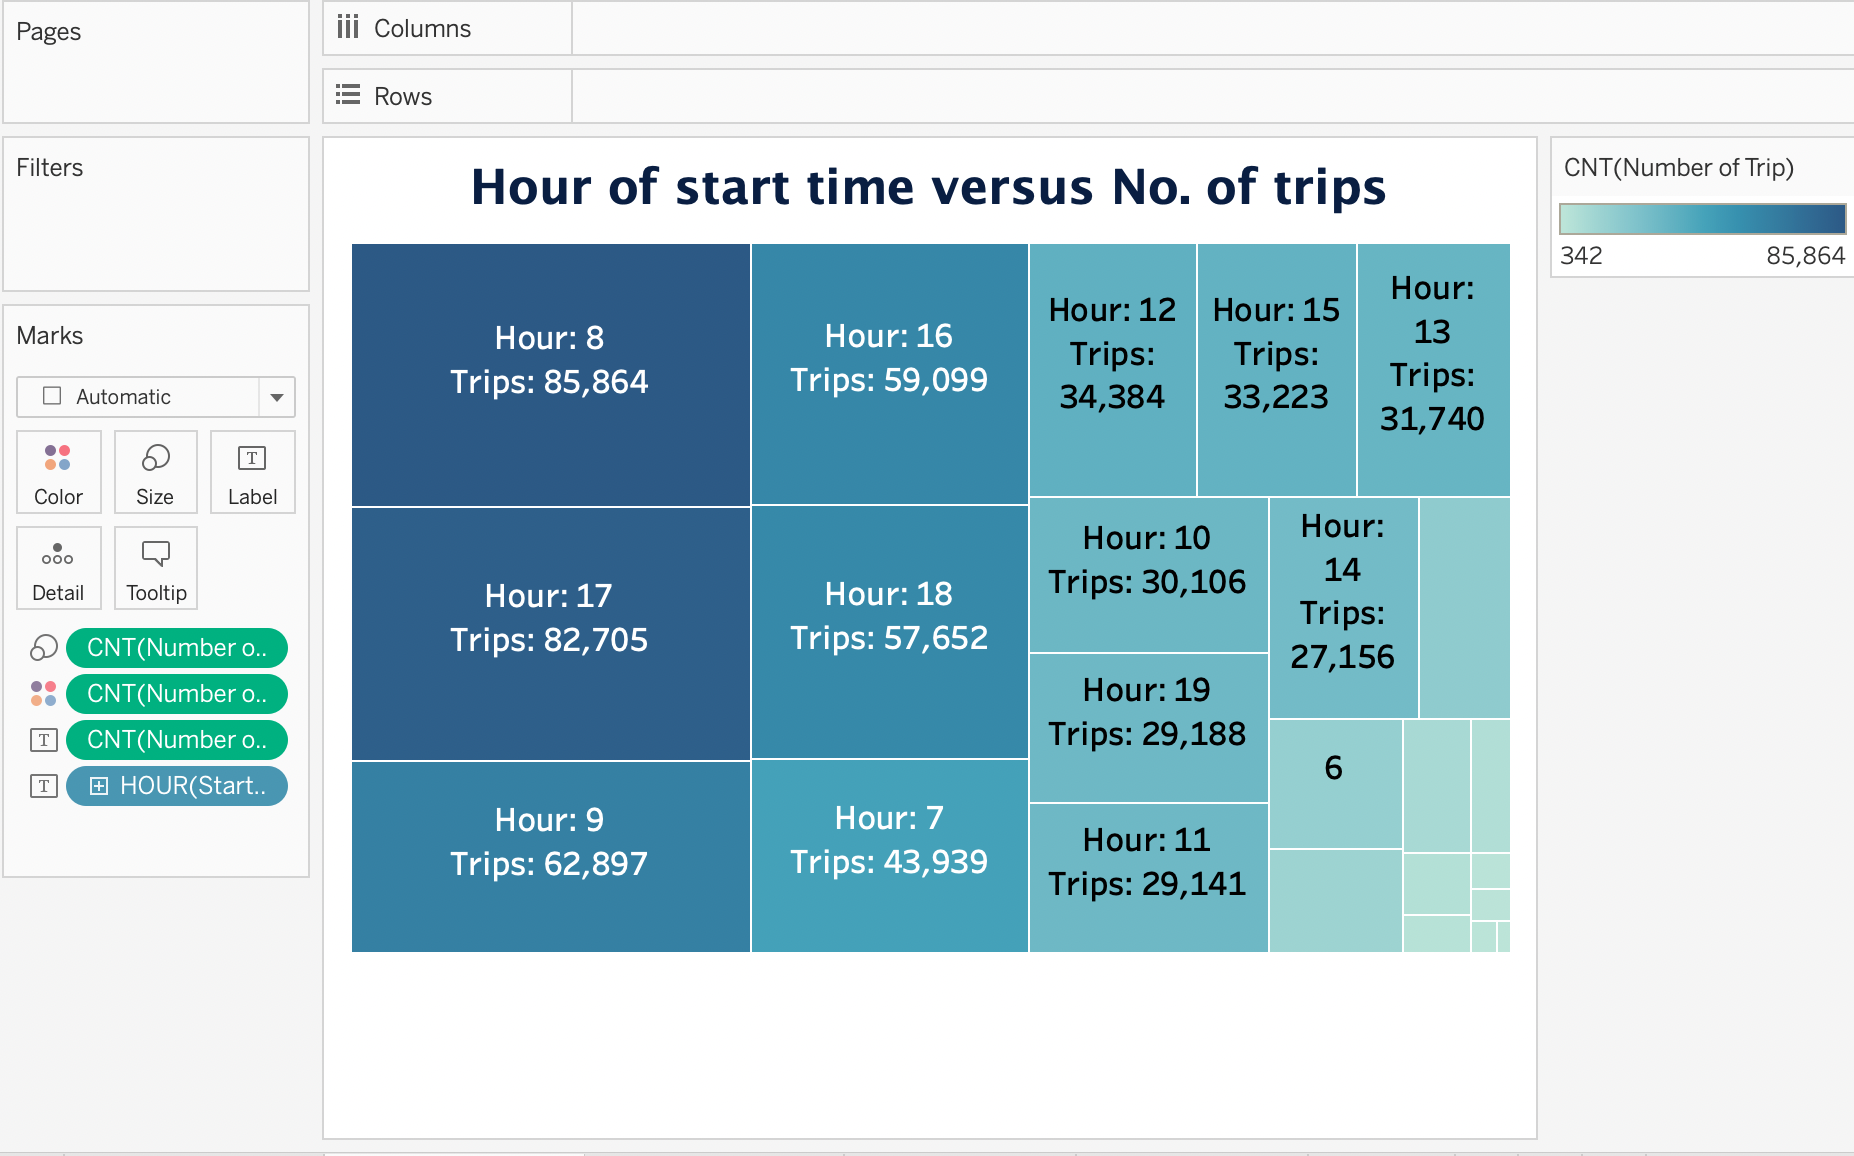 Pages
Columns
Rows
Filters
Marks
Automatic
Color
Size
T
Label
Detail
Tooltip
CNT(Number o..
CNT(Number o..
T
CNT(Number o..
T
HOUR(Start..
Hour of start time versus No. of trips
Hour: 8
Trips: 85,864
Hour: 17
Trips: 82,705
Hour: 9
Trips: 62,897
Hour: 16
Trips: 59,099
Hour: 18
Trips: 57,652
Hour: 7
Trips: 43,939
Hour: 12
Trips:
34,384
Hour: 15
Trips:
33,223
Hour:
13
Trips:
31,740
Hour: 10
Trips: 30,106
Hour: 19
Trips: 29,188
Hour: 11
Trips: 29,141
Hour:
14
Trips:
27,156
6
CNT(Number of Trip)
342 85,864